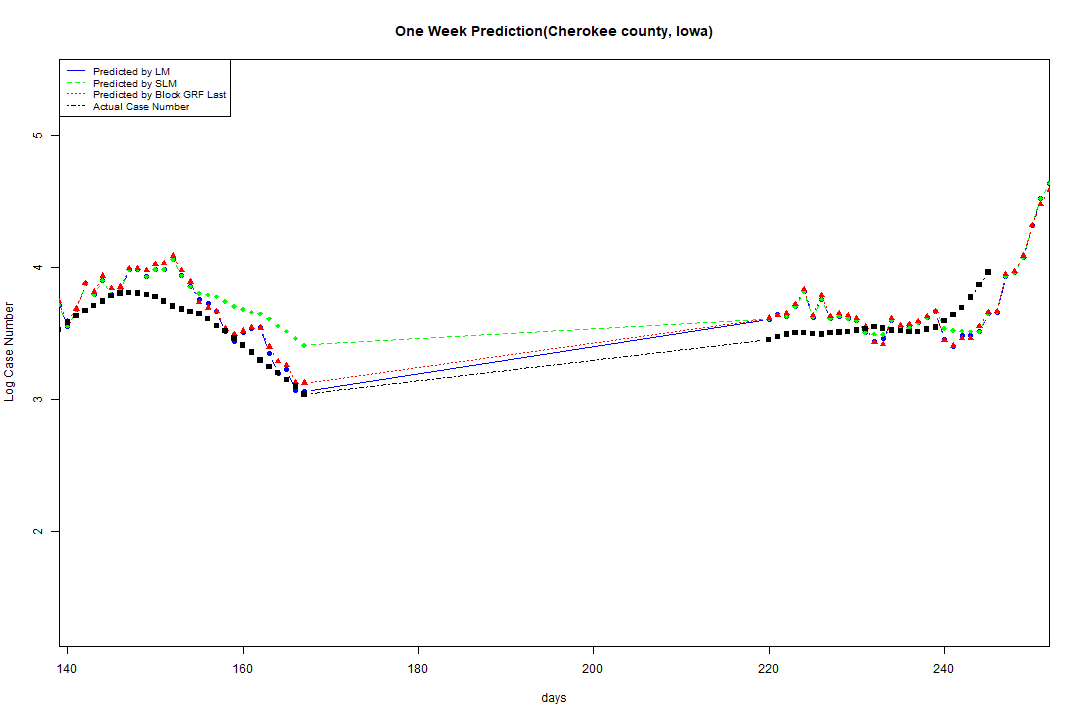 One Week Prediction(Cherokee county, Iowa)
Predicted by LM
Predicted by SLM
Predicted by Block GRF Last
Actual Case Number
5
4
3
2
Log Case Number
140 160 180 200 220 240
days